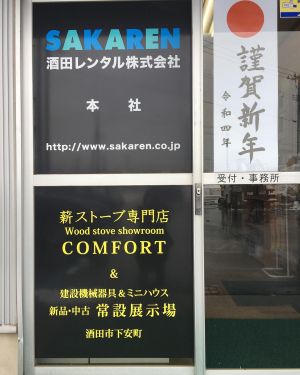 SAKAREN
酒田レンタル株式会社
本社
http://www.sakaren.co.jp
薪ストーブ専門店
Wood stove showroom
COMFORT
&
建設機械器具&ミニハウス
新品・中古 常設展示場
酒田市下安町
謹賀新年
令和四年
受付・事務所